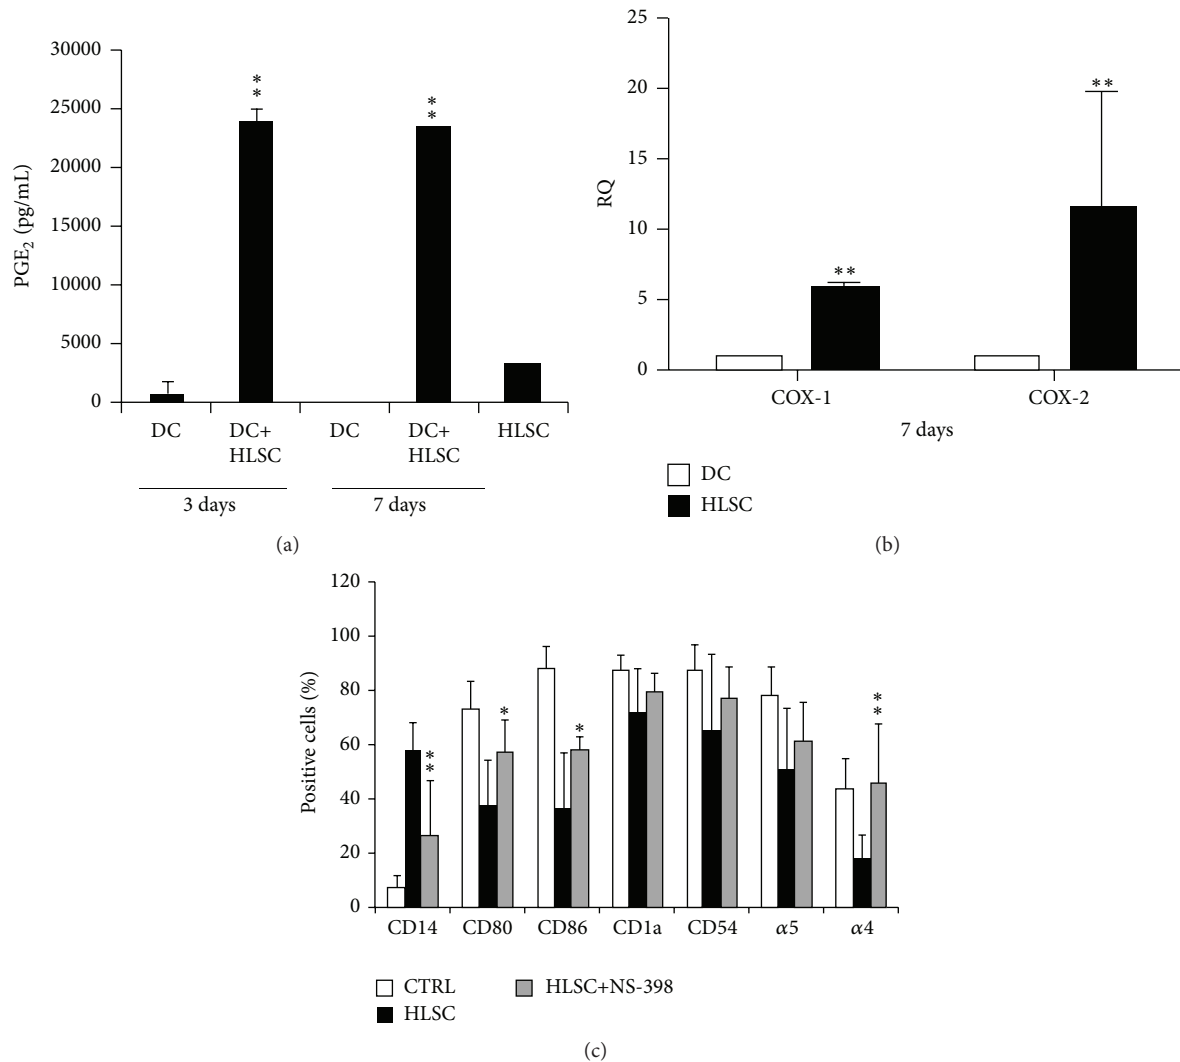 30000
25000
20000
15000
10000
5000
0
PGE2 (pg/mL)
**
**
DC
DC+
HLSC
DC
DC+
HLSC
HLSC
3 days
7 days
(a)
25
20
15
10
5
0
RQ
**
**
COX-1
COX-2
7 days
DC
HLSC
(b)
120
100
80
60
40
20
0
Positive cells (%)
**
*
*
**
CD14
CD80
CD86
CD1a
CD54
α5
α4
CTRL
HLSC+NS-398
HLSC
(c)